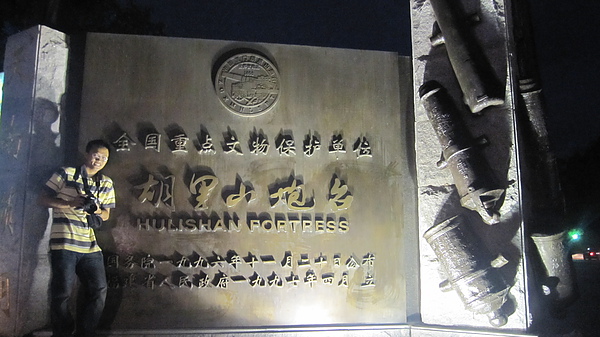 全国重点文物保护单位
胡里山炮台
HULISHAN FORTRESS
国务院一九九六年十一月二十日公布
福建省人民政府一九九七年四月 立